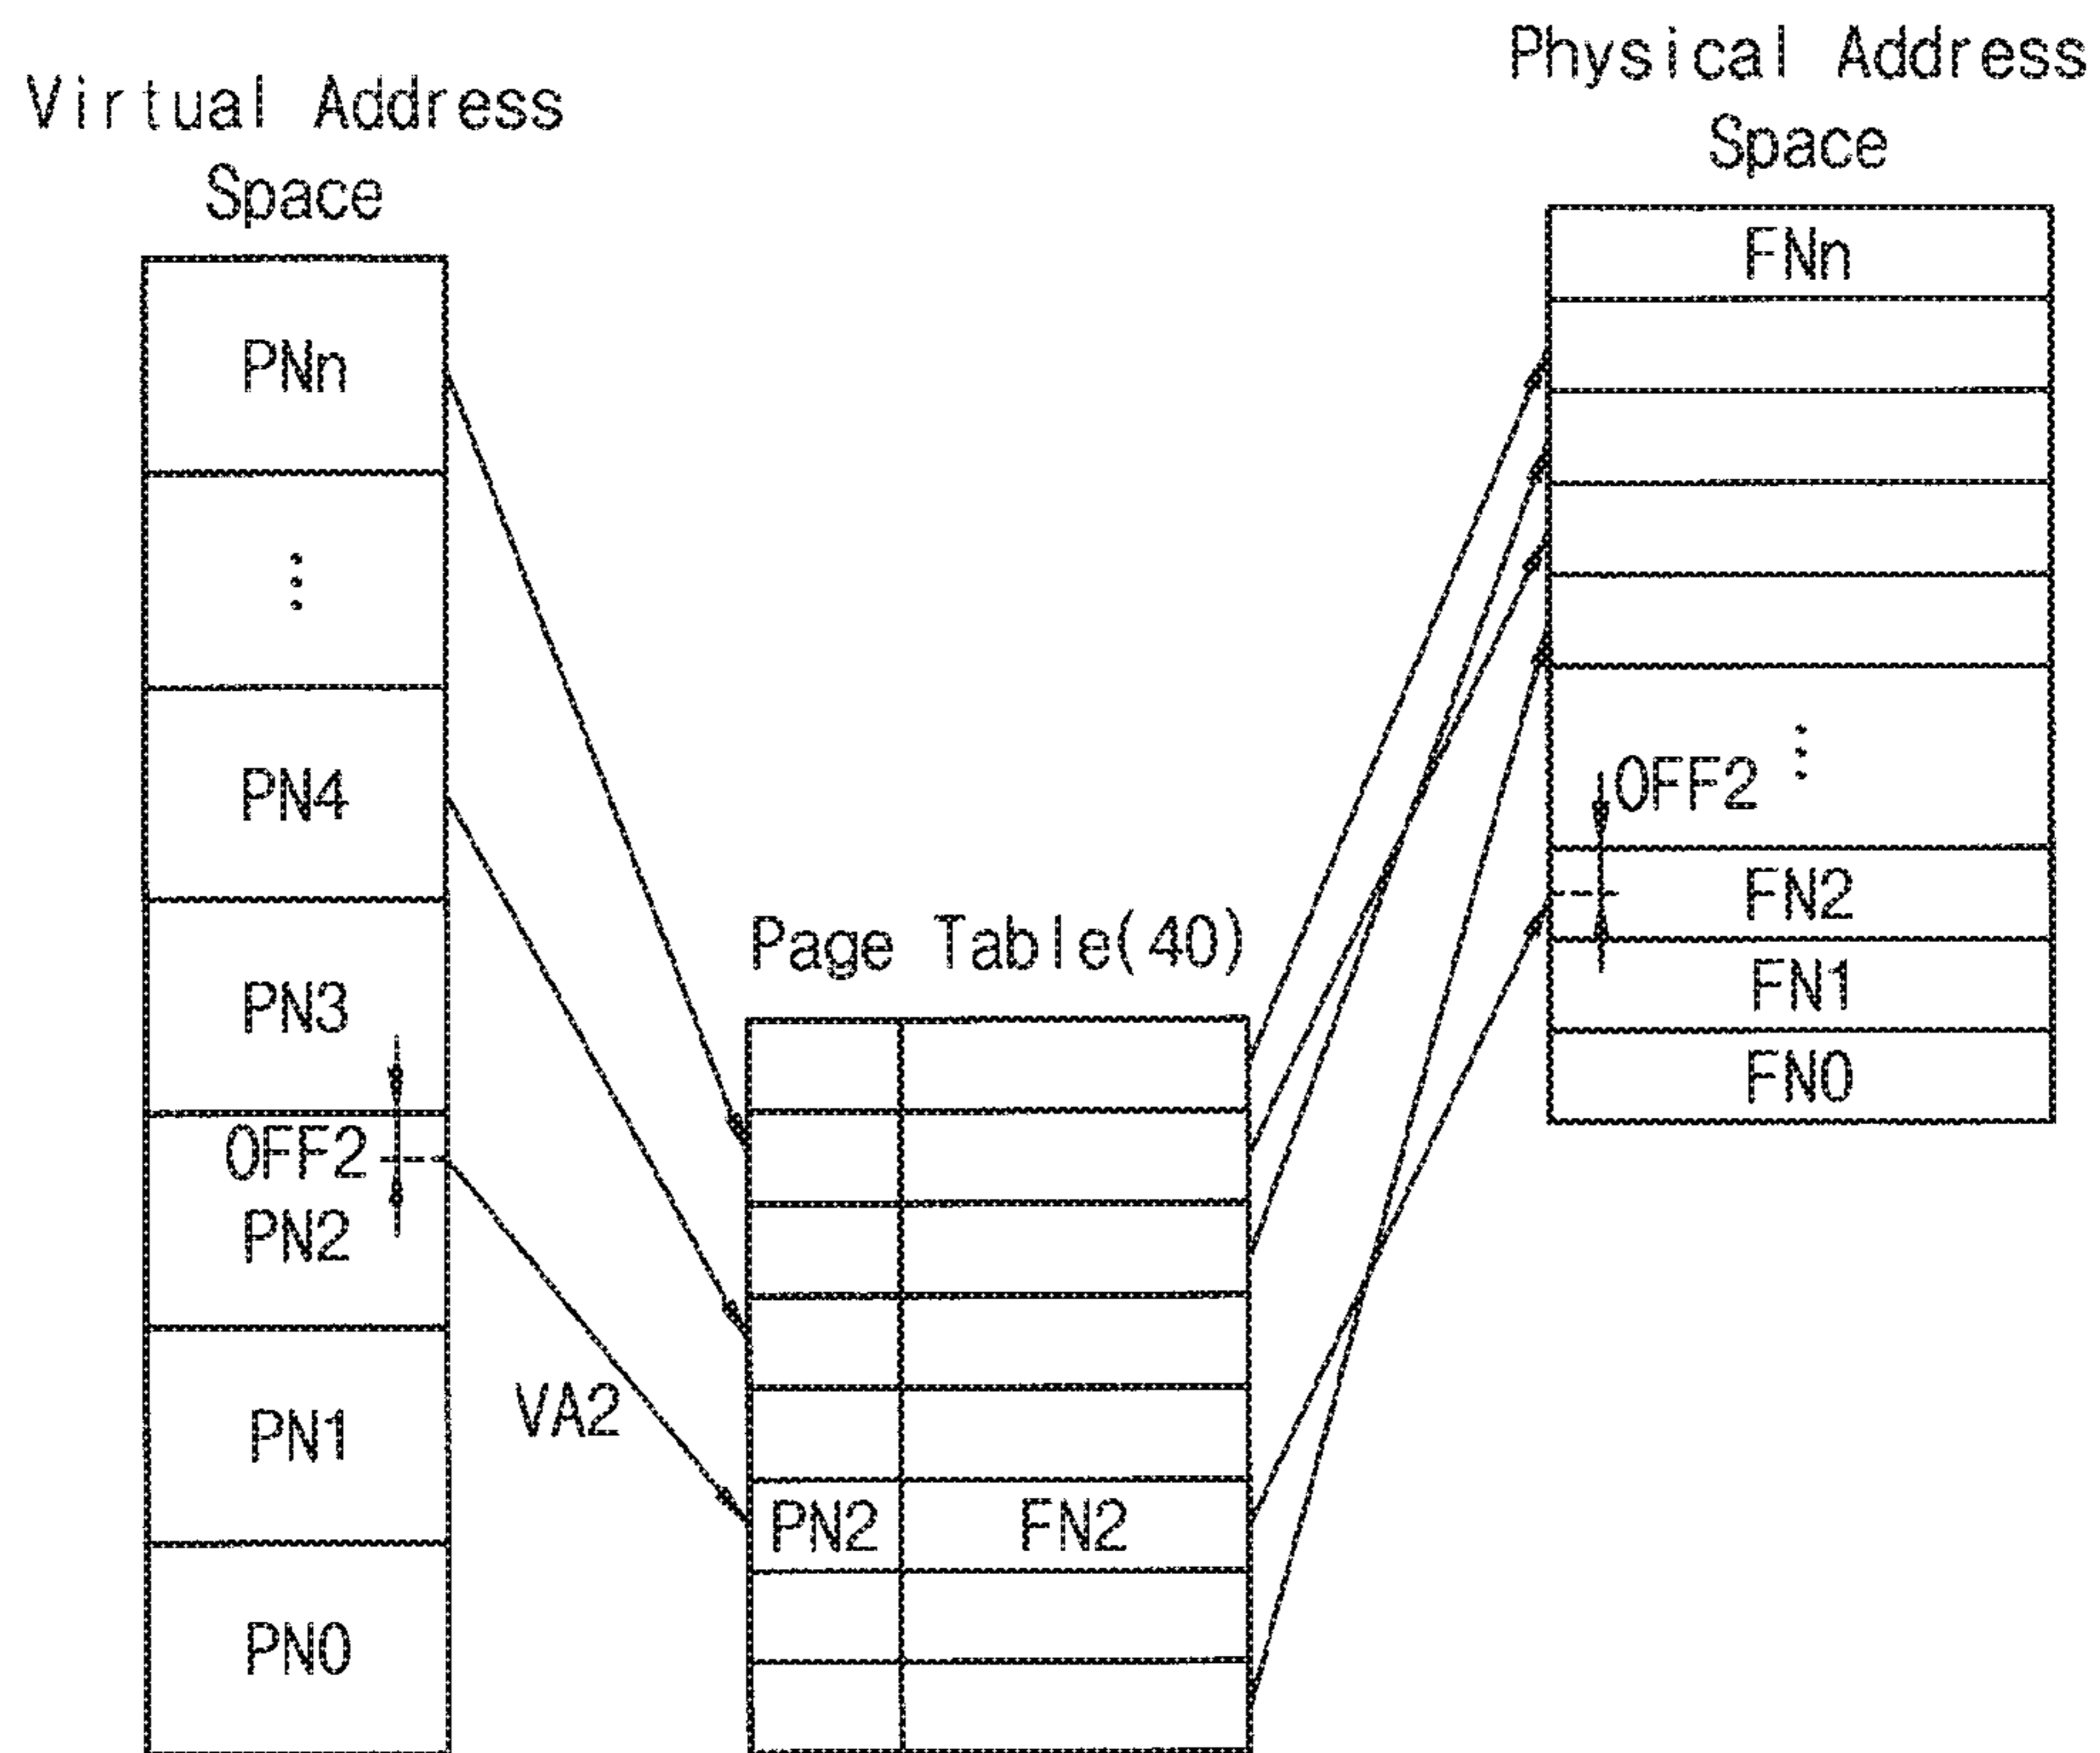 Virtual Address
Space
PNn
⋮
PN4
PN3
OFF2
PN2
PN1
PN0
VA2
Page Table(40)
PN2 FN2
Physical Address
Space
FNn
⋮
OFF2
FN2
FN1
FN0